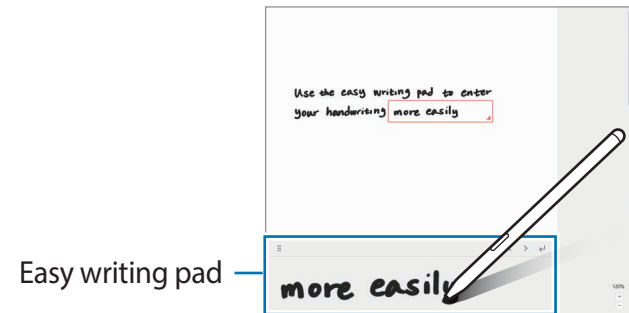 Use the easy writing pad to enter
your handwriting more easily
Easy writing pad
more easily
120%